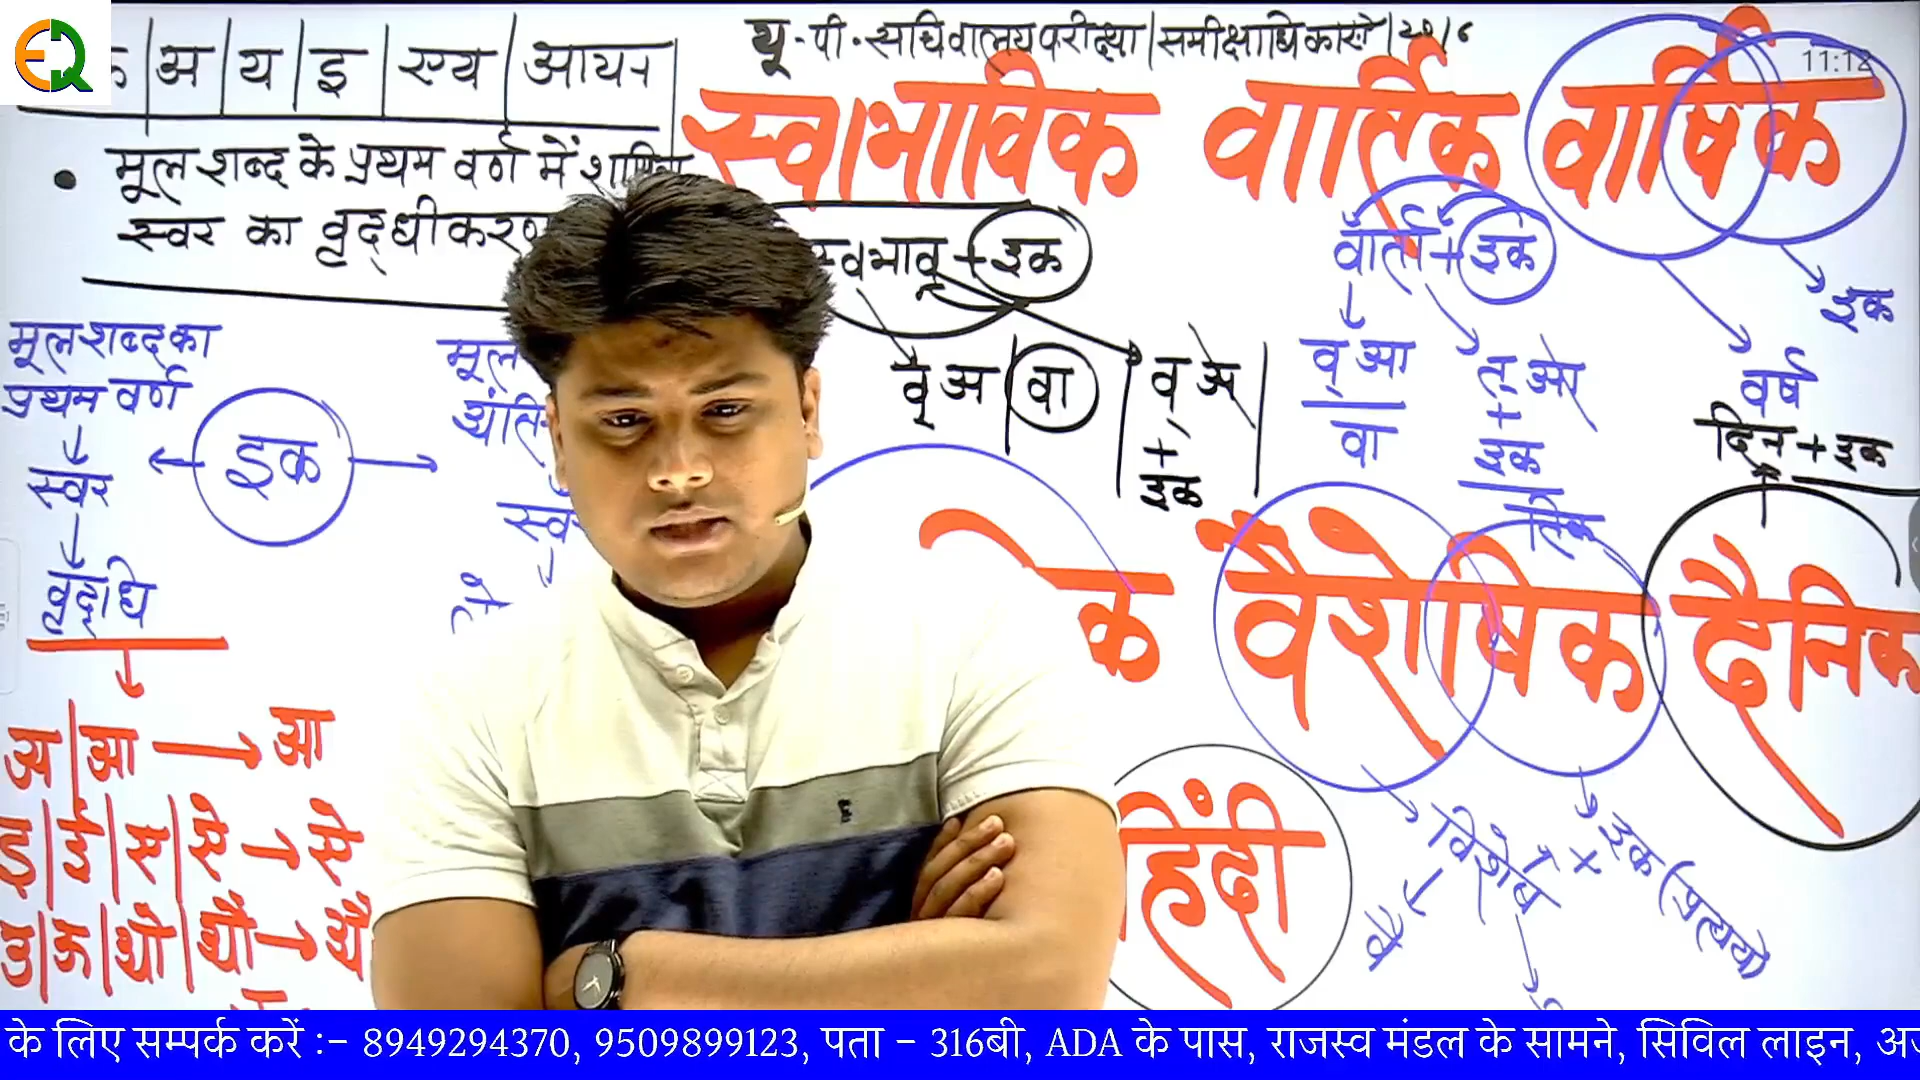 EQ
यू.पी.सचिवालय परीक्षा | समीक्षाधिकारी | 2016
11:12
क | अ | य | इ | एय | आयन
स्वाभाविक वार्तिक वार्षिक
• मूल शब्द के प्रथम वर्ण में
स्वर का वृद्धीकरण
स्वभाव + इक
वार्ता + इक
इक
मूल शब्द का
प्रथम वर्ण
↓
स्वर
↓
वृद्धि
← इक →
मूल
व् अ | वा | व् अ
+
इक
व् आ
वा
त् आ
+
इक
तिक
वर्ष
दिन + इक
क वैशेषिक दैनिक
अ | आ → आ
इ | ई | ए | ऐ → ऐ
उ | ऊ | ओ | औ → औ
हिंदी
विशेष + इक (प्रत्यय)
↓
वै
के लिए सम्पर्क करें :– 8949294370, 9509899123, पता – 316बी, ADA के पास, राजस्व मंडल के सामने, सिविल लाइन,